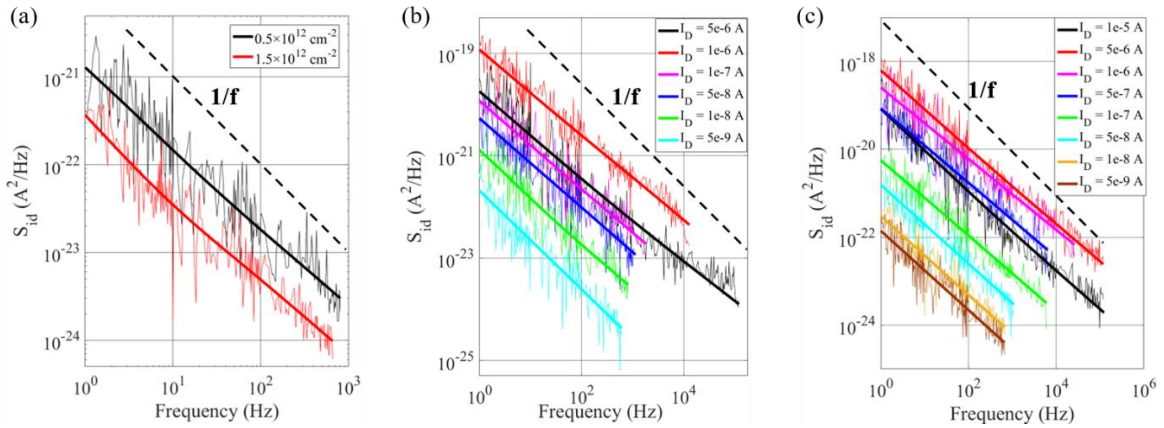 (a)
S_id (A^2/Hz)
10^-21
10^-22
10^-23
10^-24
0.5×10^12 cm^-2
1.5×10^12 cm^-2
1/f
10^0 10^1 10^2 10^3
Frequency (Hz)
(b)
S_id (A^2/Hz)
10^-19
10^-21
10^-23
10^-25
I_D = 5e-6 A
I_D = 1e-6 A
I_D = 1e-7 A
I_D = 5e-8 A
I_D = 1e-8 A
I_D = 5e-9 A
1/f
10^0 10^2 10^4
Frequency (Hz)
(c)
S_id (A^2/Hz)
10^-18
10^-20
10^-22
10^-24
I_D = 1e-5 A
I_D = 5e-6 A
I_D = 1e-6 A
I_D = 5e-7 A
I_D = 1e-7 A
I_D = 5e-8 A
I_D = 1e-8 A
I_D = 5e-9 A
1/f
10^0 10^2 10^4
Frequency (Hz)